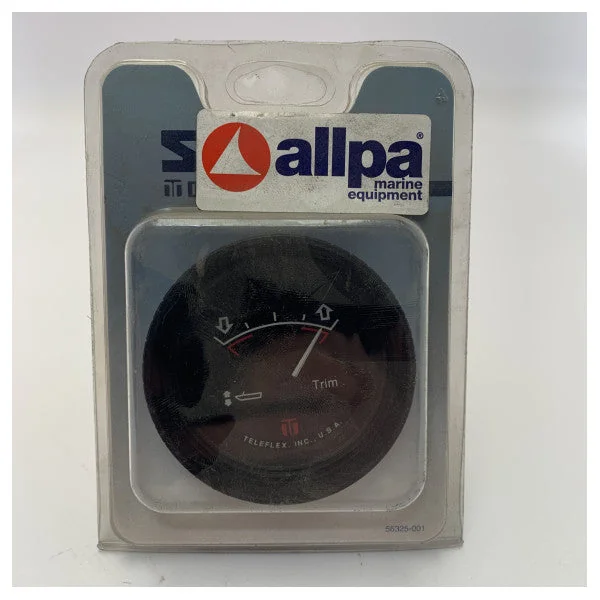 allpa®
marine
equipment
Trim
TELEFLEX, INC., U.S.A.
56325-001